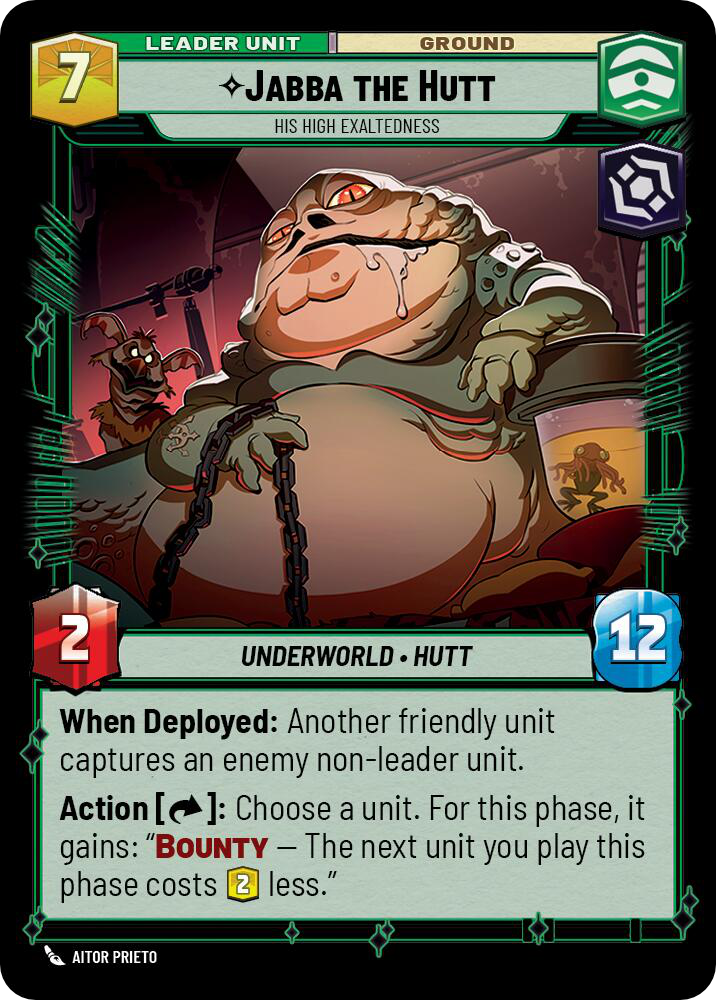 LEADER UNIT GROUND
7
JABBA THE HUTT
HIS HIGH EXALTEDNESS
2 UNDERWORLD • HUTT 12
When Deployed: Another friendly unit
captures an enemy non-leader unit.
Action [ ]: Choose a unit. For this phase, it
gains: “BOUNTY – The next unit you play this
phase costs 2 less.”
AITOR PRIETO